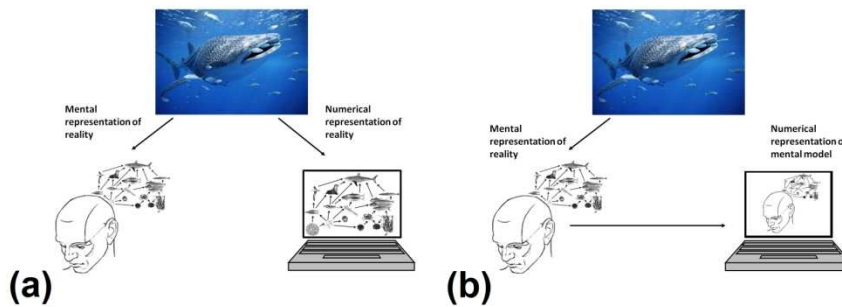 Mental
representation of
reality
Numerical
representation of
reality
(a)
Mental
representation of
reality
Numerical
representation o
mental model
(b)